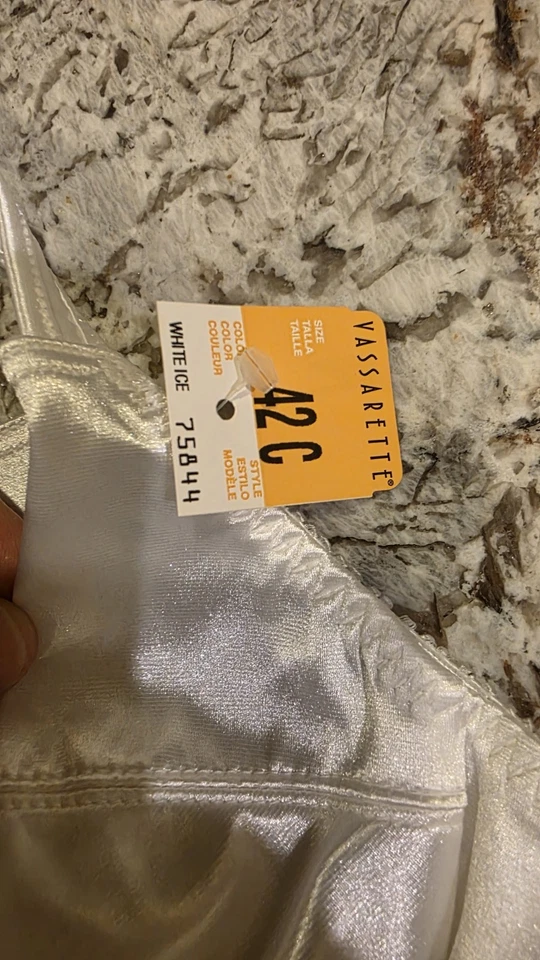 VASSARETTE®
SIZE
TALLA
TAILLE
42 C
COLOR
COLOR
COULEUR
STYLE
ESTILO
MODÈLE
WHITE ICE 75844